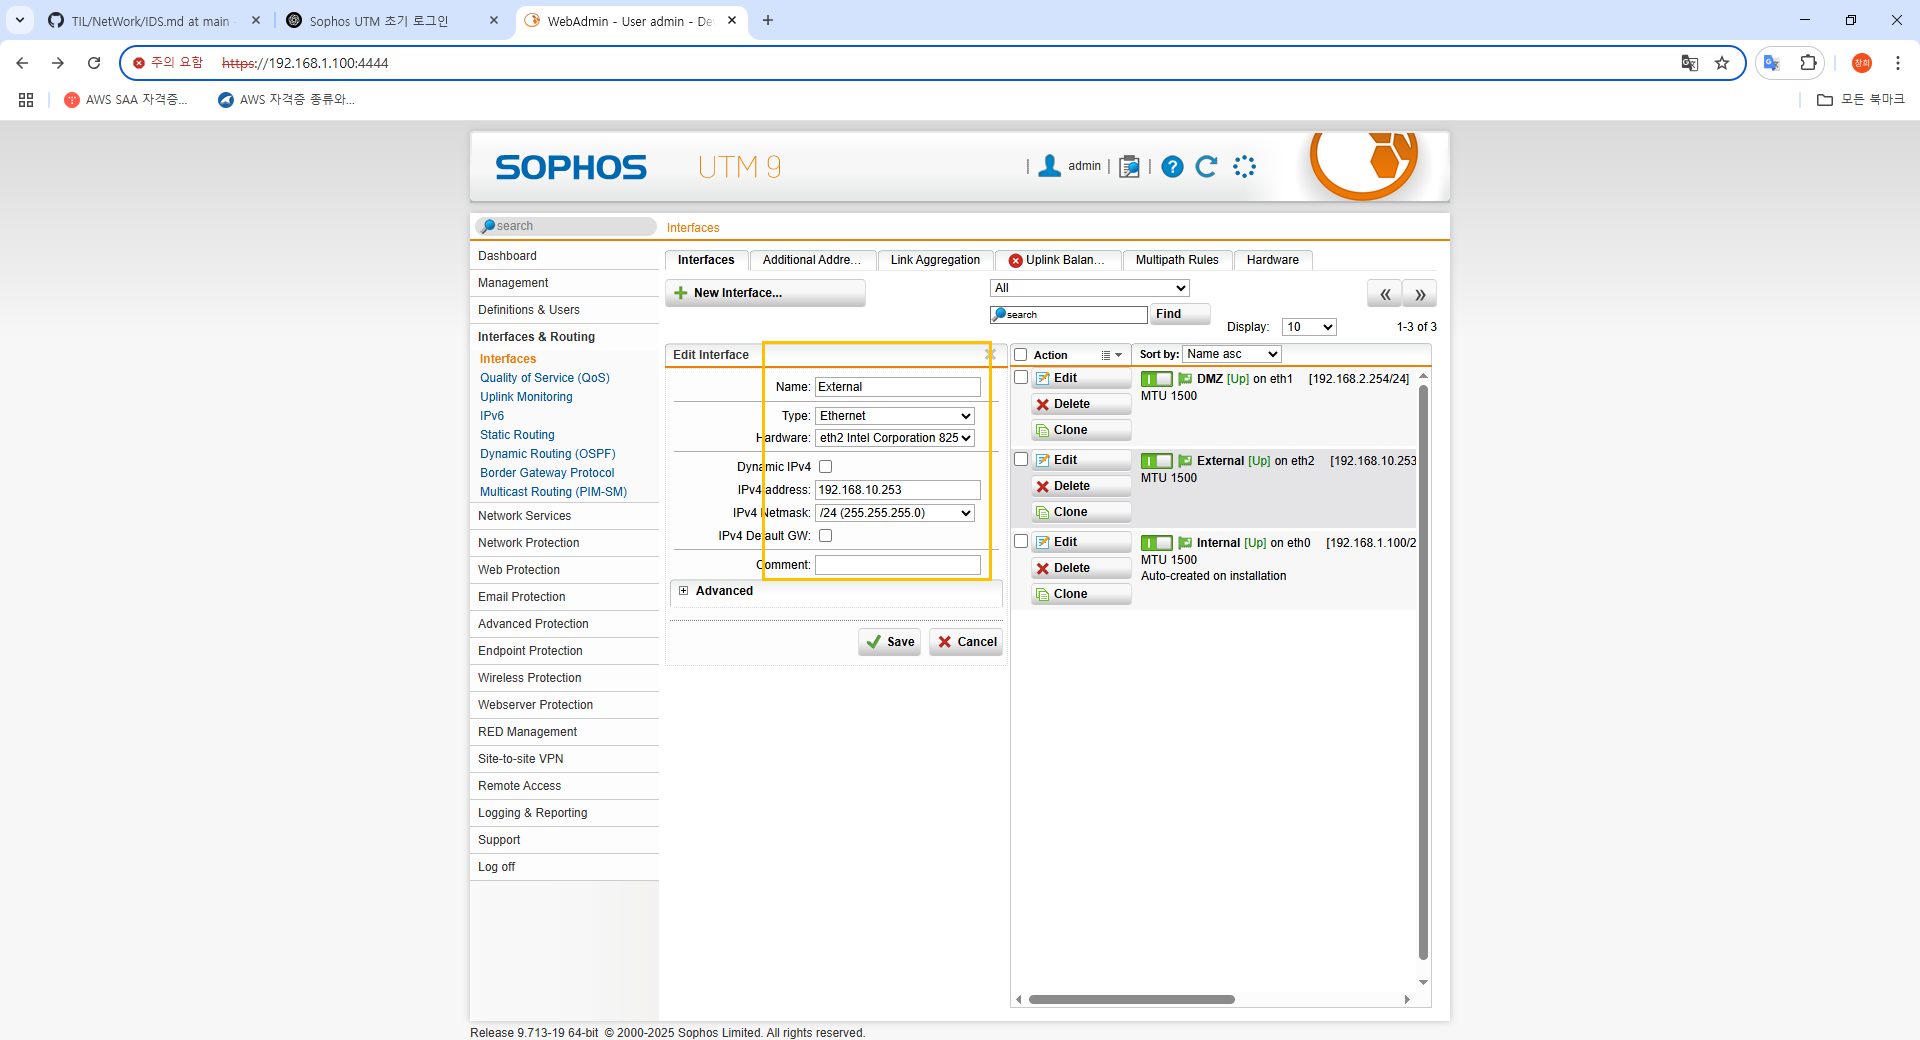 TIL/NetWork/IDS.md at main
Sophos UTM 초기 로그인
WebAdmin - User admin - De
주의 요함 https://192.168.1.100:4444
창희
AWS SAA 자격증...
AWS 자격증 종류와...
모든 북마크
SOPHOS UTM 9
| admin | |
search
Interfaces
Dashboard
Management
Definitions & Users
Interfaces & Routing
Interfaces
Quality of Service (QoS)
Uplink Monitoring
IPv6
Static Routing
Dynamic Routing (OSPF)
Border Gateway Protocol
Multicast Routing (PIM-SM)
Network Services
Network Protection
Web Protection
Email Protection
Advanced Protection
Endpoint Protection
Wireless Protection
Webserver Protection
RED Management
Site-to-site VPN
Remote Access
Logging & Reporting
Support
Log off
Interfaces
Additional Addre...
Link Aggregation
Uplink Balan...
Multipath Rules
Hardware
New Interface...
All
search
Find
Display: 10
1-3 of 3
Edit Interface
Name: External
Type: Ethernet
Hardware: eth2 Intel Corporation 825
Dynamic IPv4
IPv4 address: 192.168.10.253
IPv4 Netmask: /24 (255.255.255.0)
IPv4 Default GW:
Comment:
Advanced
Save
Cancel
Action
Sort by: Name asc
Edit
Delete
Clone
DMZ [Up] on eth1 [192.168.2.254/24]
MTU 1500
Edit
Delete
Clone
External [Up] on eth2 [192.168.10.253
MTU 1500
Edit
Delete
Clone
Internal [Up] on eth0 [192.168.1.100/2
MTU 1500
Auto-created on installation
Release 9.713-19 64-bit © 2000-2025 Sophos Limited. All rights reserved.